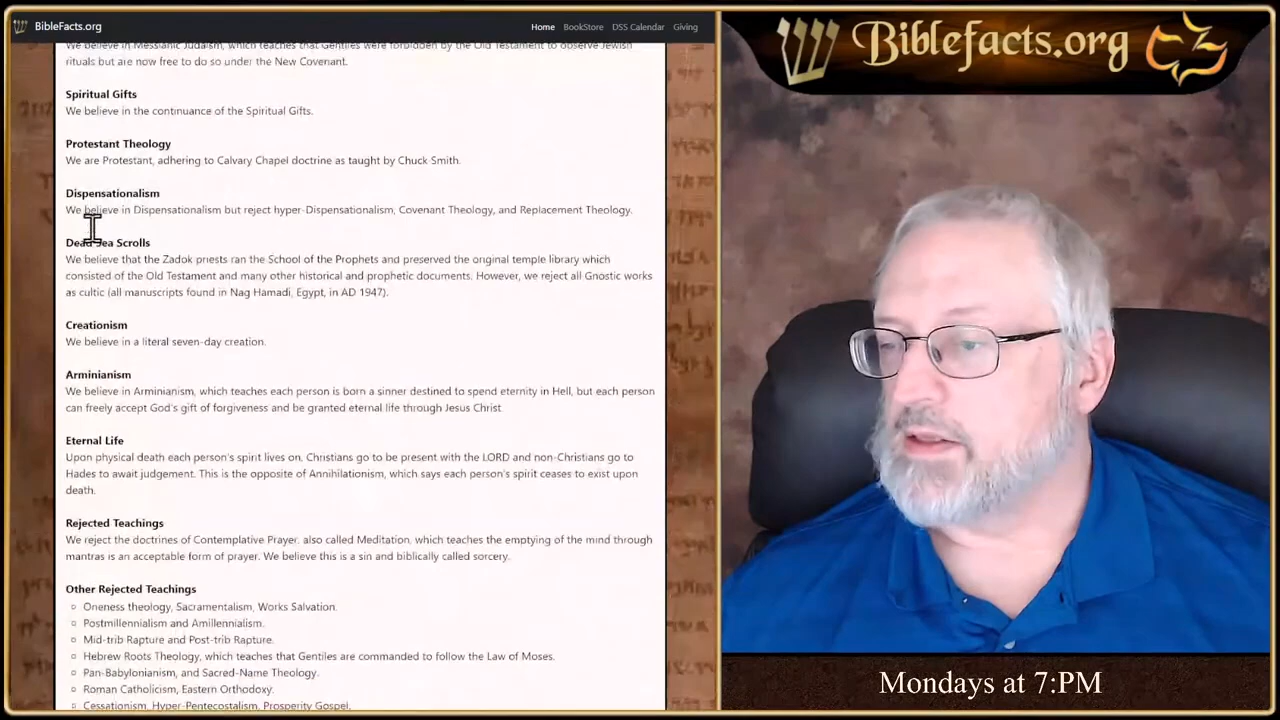 BibleFacts.org
Home BookStore DSS Calendar Giving
We believe in Messianic Judaism, which teaches that Gentiles were forbidden by the Old Testament to observe Jewish
rituals but are now free to do so under the New Covenant.
Spiritual Gifts
We believe in the continuance of the Spiritual Gifts.
Protestant Theology
We are Protestant, adhering to Calvary Chapel doctrine as taught by Chuck Smith.
Dispensationalism
We believe in Dispensationalism but reject hyper-Dispensationalism, Covenant Theology, and Replacement Theology.
Dead Sea Scrolls
We believe that the Zadok priests ran the School of the Prophets and preserved the original temple library which
consisted of the Old Testament and many other historical and prophetic documents. However, we reject all Gnostic works
as cultic (all manuscripts found in Nag Hamadi, Egypt, in AD 1947).
Creationism
We believe in a literal seven-day creation.
Arminianism
We believe in Arminianism, which teaches each person is born a sinner destined to spend eternity in Hell, but each person
can freely accept God's gift of forgiveness and be granted eternal life through Jesus Christ
Eternal Life
Upon physical death each person's spirit lives on, Christians go to be present with the LORD and non-Christians go to
Hades to await judgement. This is the opposite of Annihilationism, which says each person's spirit ceases to exist upon
death.
Rejected Teachings
We reject the doctrines of Contemplative Prayer, also called Meditation, which teaches the emptying of the mind through
mantras is an acceptable form of prayer. We believe this is a sin and biblically called sorcery.
Other Rejected Teachings
Oneness theology, Sacramentalism, Works Salvation.
Postmillennialism and Amillennialism.
Mid-trib Rapture and Post-trib Rapture.
Hebrew Roots Theology, which teaches that Gentiles are commanded to follow the Law of Moses.
Pan-Babylonianism, and Sacred-Name Theology.
Roman Catholicism, Eastern Orthodoxy.
Cessationism, Hyper-Pentecostalism, Prosperity Gospel.
Biblefacts.org
Mondays at 7:PM